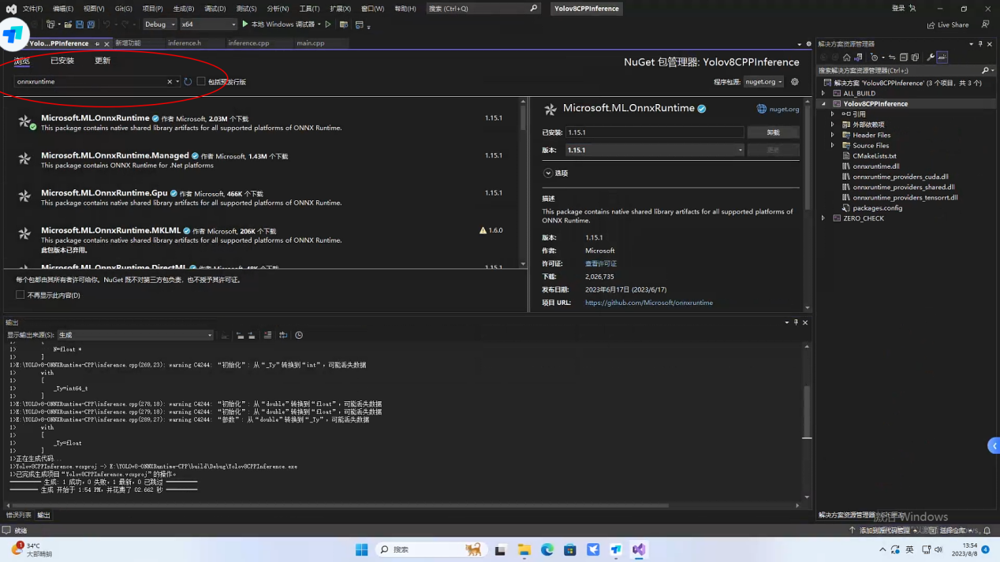 文件(F) 编辑(E) 视图(V) Git(G) 项目(P) 生成(B) 调试(D) 测试(S) 分析(N) 工具(T) 扩展(X) 窗口(W) 帮助(H) 搜索 (Ctrl+Q) Yolov8CPPInference 登录
Debug x64 本地 Windows 调试器 Live Share
Yolo...PPInference 新增功能 inference.h inference.cpp main.cpp
浏览 已安装 更新
NuGet 包管理器: Yolov8CPPInference
onnxruntime 包括预发行版 程序包源: nuget.org
Microsoft.ML.OnnxRuntime 作者 Microsoft, 2.03M 个下载 1.15.1
This package contains native shared library artifacts for all supported platforms of ONNX Runtime.
Microsoft.ML.OnnxRuntime.Managed 作者 Microsoft, 1.43M 个下载 1.15.1
This package contains ONNX Runtime for .Net platforms
Microsoft.ML.OnnxRuntime.Gpu 作者 Microsoft, 466K 个下载 1.15.1
This package contains native shared library artifacts for all supported platforms of ONNX Runtime.
Microsoft.ML.OnnxRuntime.MKLML 作者 Microsoft, 206K 个下载 1.6.0
This package contains native shared library artifacts for all supported platforms of ONNX Runtime.
此包版本已弃用。
Microsoft.ML.OnnxRuntime.DirectML 作者 Microsoft, 48K 个下载 1.15.1
每个包都由其所有者许可给你。NuGet 既不对第三方包负责，也不授予其许可证。
不再显示此内容(D)
Microsoft.ML.OnnxRuntime nuget.org
已安装: 1.15.1 卸载
版本: 1.15.1
选项
描述
This package contains native shared library artifacts for all supported platforms of
ONNX Runtime.
版本: 1.15.1
作者: Microsoft
许可证: 查看许可证
下载: 2,026,735
发布日期: 2023年6月17日 (2023/6/17)
项目 URL: https://github.com/Microsoft/onnxruntime
解决方案资源管理器
搜索解决方案资源管理器(Ctrl+;)
解决方案 'Yolov8CPPInference' (3 个项目，共 3 个)
ALL_BUILD
Yolov8CPPInference
引用
外部依赖项
Header Files
Source Files
CMakeLists.txt
onnxruntime.dll
onnxruntime_providers_cuda.dll
onnxruntime_providers_shared.dll
onnxruntime_providers_tensorrt.dll
packages.config
ZERO_CHECK
输出
显示输出来源(S): 生成
1> [
1> N=float *
1> ]
1>E:\YOLOv8-ONNXRuntime-CPP\inference.cpp(269,23): warning C4244: “初始化”: 从“_Ty”转换到“int”，可能丢失数据
1> with
1> [
1> _Ty=int64_t
1> ]
1>E:\YOLOv8-ONNXRuntime-CPP\inference.cpp(278,18): warning C4244: “初始化”: 从“double”转换到“float”，可能丢失数据
1>E:\YOLOv8-ONNXRuntime-CPP\inference.cpp(279,18): warning C4244: “初始化”: 从“double”转换到“float”，可能丢失数据
1>E:\YOLOv8-ONNXRuntime-CPP\inference.cpp(289,27): warning C4244: “参数”: 从“double”转换到“_Ty”，可能丢失数据
1> with
1> [
1> _Ty=float
1> ]
1>正在生成代码...
1>Yolov8CPPInference.vcxproj -> E:\YOLOv8-ONNXRuntime-CPP\build\Debug\Yolov8CPPInference.exe
1>已完成生成项目“Yolov8CPPInference.vcxproj”的操作。
========== 生成: 1 成功，0 失败，1 最新，0 已跳过 ==========
========== 生成 开始于 1:54 PM，并花费了 02.662 秒 ==========
错误列表 输出
解决方案资源管理器
激活 Windows
就绪 添加到源代码管理 选择仓库
34°C
大部晴朗
搜索
英
13:54
2023/8/8
4